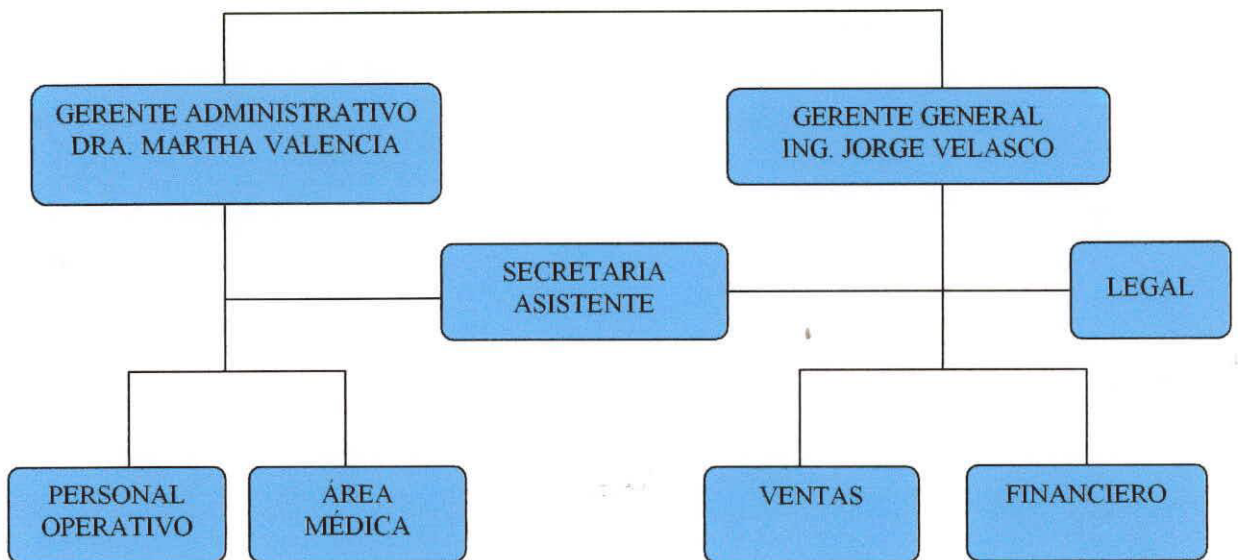 GERENTE ADMINISTRATIVO
DRA. MARTHA VALENCIA
GERENTE GENERAL
ING. JORGE VELASCO
SECRETARIA
ASISTENTE
LEGAL
PERSONAL
OPERATIVO
ÁREA
MÉDICA
VENTAS
FINANCIERO